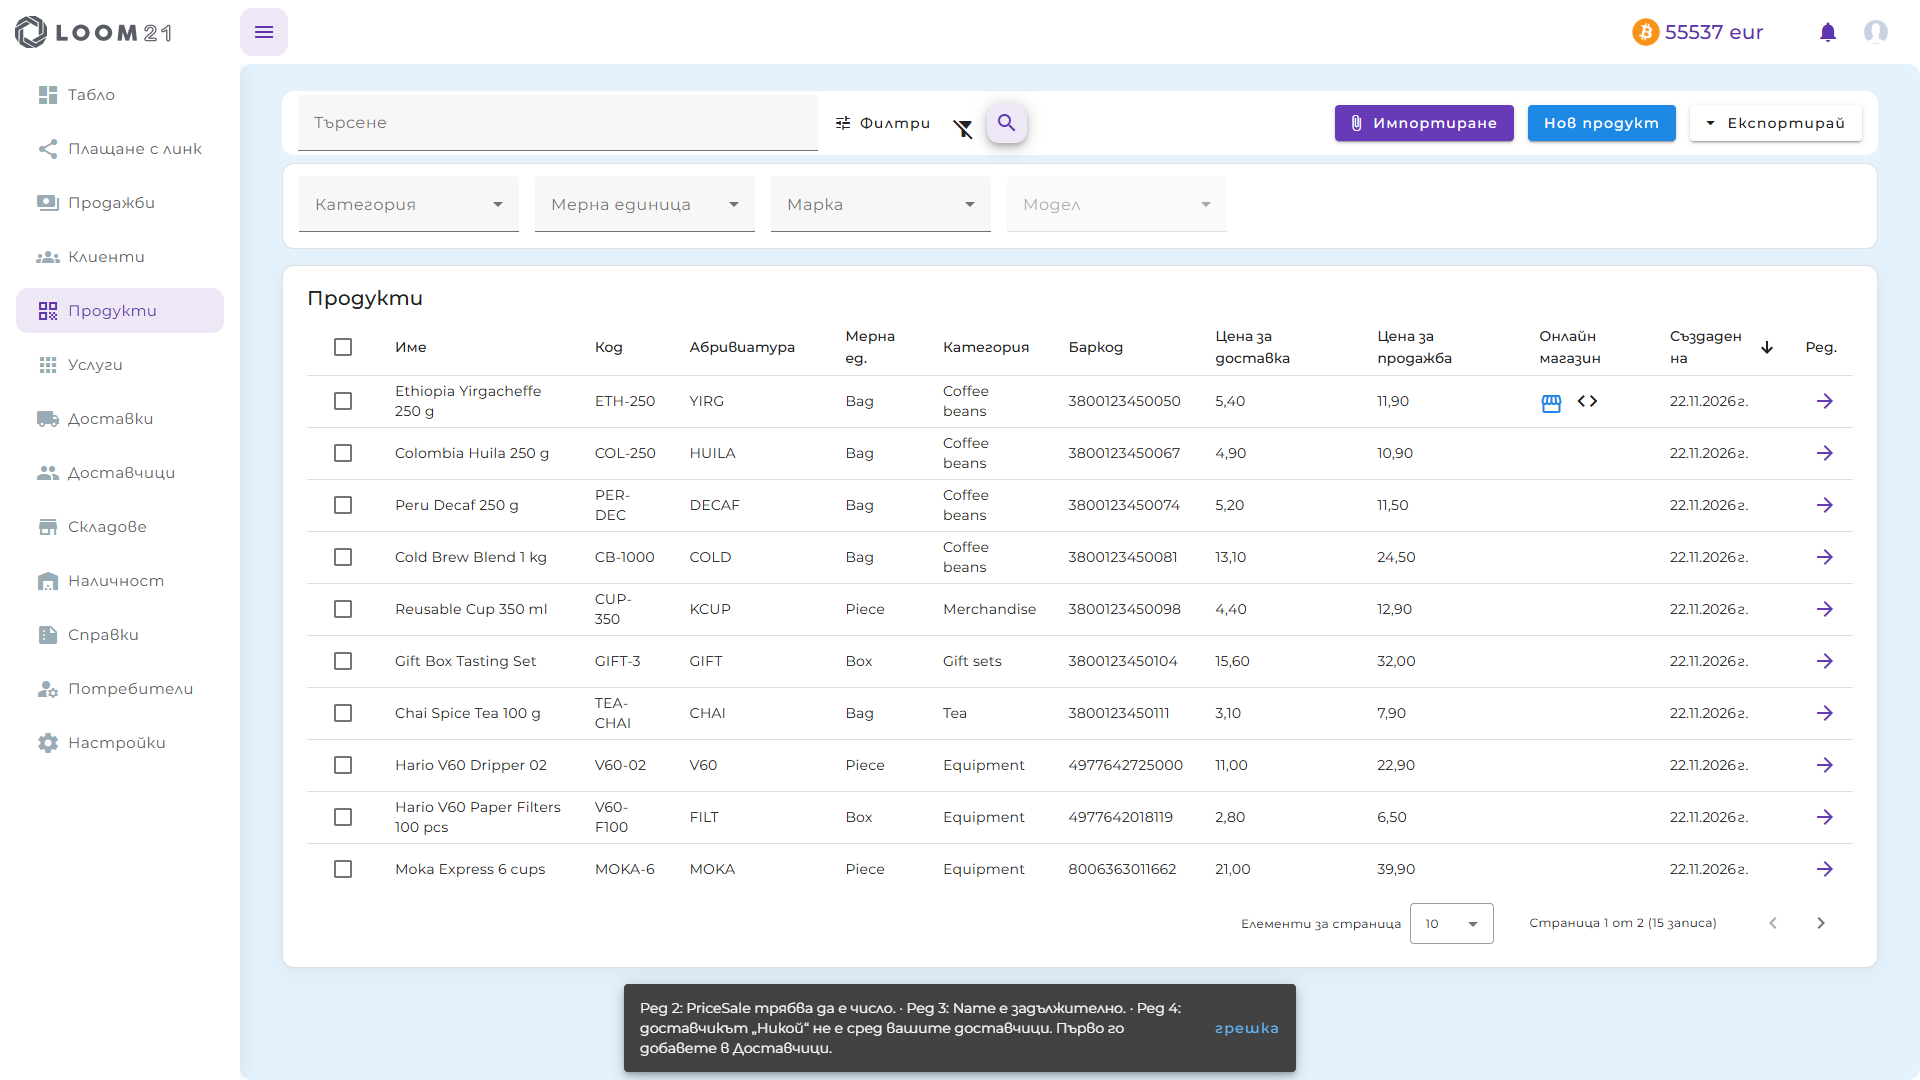 LOOM21
55537 eur
Табло
Плащане с линк
Продажби
Клиенти
Продукти
Услуги
Доставки
Доставчици
Складове
Наличност
Справки
Потребители
Настройки
Търсене
Филтри
Импортиране
Нов продукт
Експортирай
Категория
Мерна единица
Марка
Модел
Продукти
Име Код Абривиатура Мерна ед. Категория Баркод Цена за доставка Цена за продажба Онлайн магазин Създаден на Ред.
Ethiopia Yirgacheffe 250 g ETH-250 YIRG Bag Coffee beans 3800123450050 5,40 11,90 22.11.2026г.
Colombia Huila 250 g COL-250 HUILA Bag Coffee beans 3800123450067 4,90 10,90 22.11.2026г.
Peru Decaf 250 g PER-DEC DECAF Bag Coffee beans 3800123450074 5,20 11,50 22.11.2026г.
Cold Brew Blend 1 kg CB-1000 COLD Bag Coffee beans 3800123450081 13,10 24,50 22.11.2026г.
Reusable Cup 350 ml CUP-350 KCUP Piece Merchandise 3800123450098 4,40 12,90 22.11.2026г.
Gift Box Tasting Set GIFT-3 GIFT Box Gift sets 3800123450104 15,60 32,00 22.11.2026г.
Chai Spice Tea 100 g TEA-CHAI CHAI Bag Tea 3800123450111 3,10 7,90 22.11.2026г.
Hario V60 Dripper 02 V60-02 V60 Piece Equipment 4977642725000 11,00 22,90 22.11.2026г.
Hario V60 Paper Filters 100 pcs V60-F100 FILT Box Equipment 4977642018119 2,80 6,50 22.11.2026г.
Moka Express 6 cups MOKA-6 MOKA Piece Equipment 8006363011662 21,00 39,90 22.11.2026г.
Елементи за страница 10 Страница 1 от 2 (15 записа)
Ред 2: PriceSale трябва да е число. · Ред 3: Name е задължително. · Ред 4:
доставчикът „Никой“ не е сред вашите доставчици. Първо го
добавете в Доставчици.
грешка